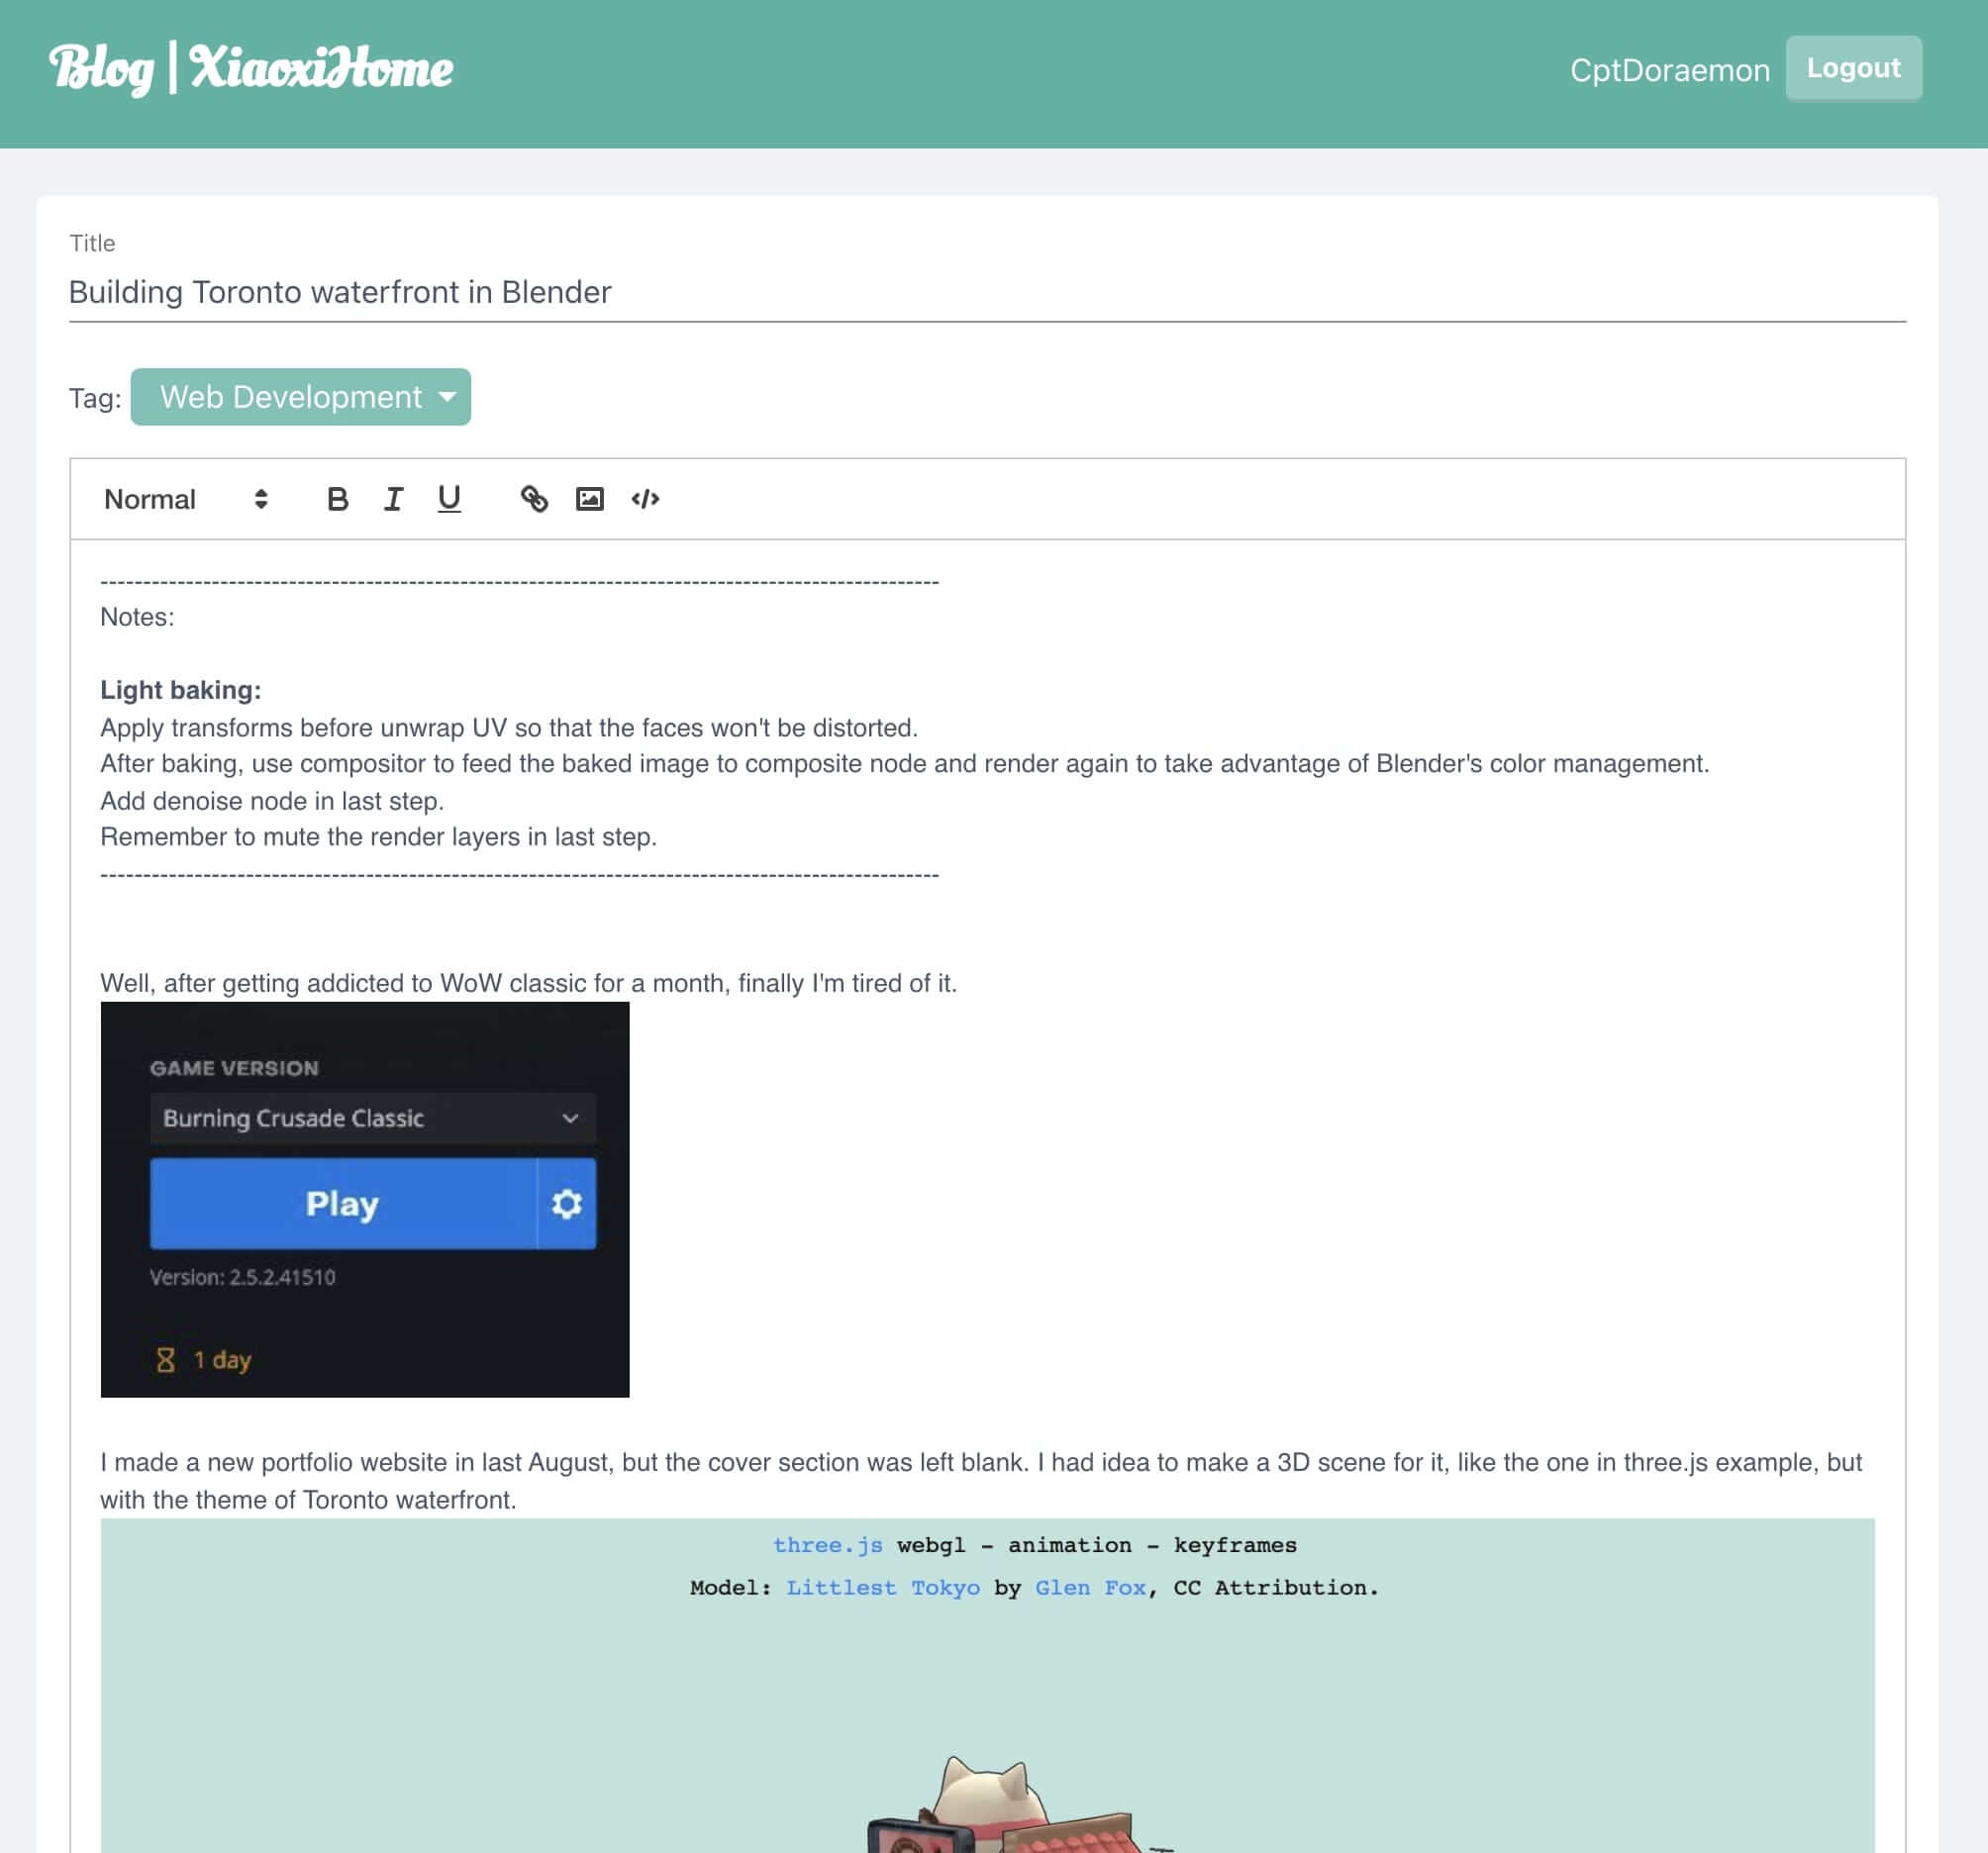 Blog | XiaoxiHome
CptDoraemon
Logout
Title
Building Toronto waterfront in Blender
Tag:
Web Development
Normal
B I U </>
------------------------------------------------------------------------------------------------
Notes:
Light baking:
Apply transforms before unwrap UV so that the faces won't be distorted.
After baking, use compositor to feed the baked image to composite node and render again to take advantage of Blender's color management.
Add denoise node in last step.
Remember to mute the render layers in last step.
------------------------------------------------------------------------------------------------
Well, after getting addicted to WoW classic for a month, finally I'm tired of it.
GAME VERSION
Burning Crusade Classic
Play
Version: 2.5.2.41510
1 day
I made a new portfolio website in last August, but the cover section was left blank. I had idea to make a 3D scene for it, like the one in three.js example, but
with the theme of Toronto waterfront.
three.js webgl - animation - keyframes
Model: Littlest Tokyo by Glen Fox, CC Attribution.